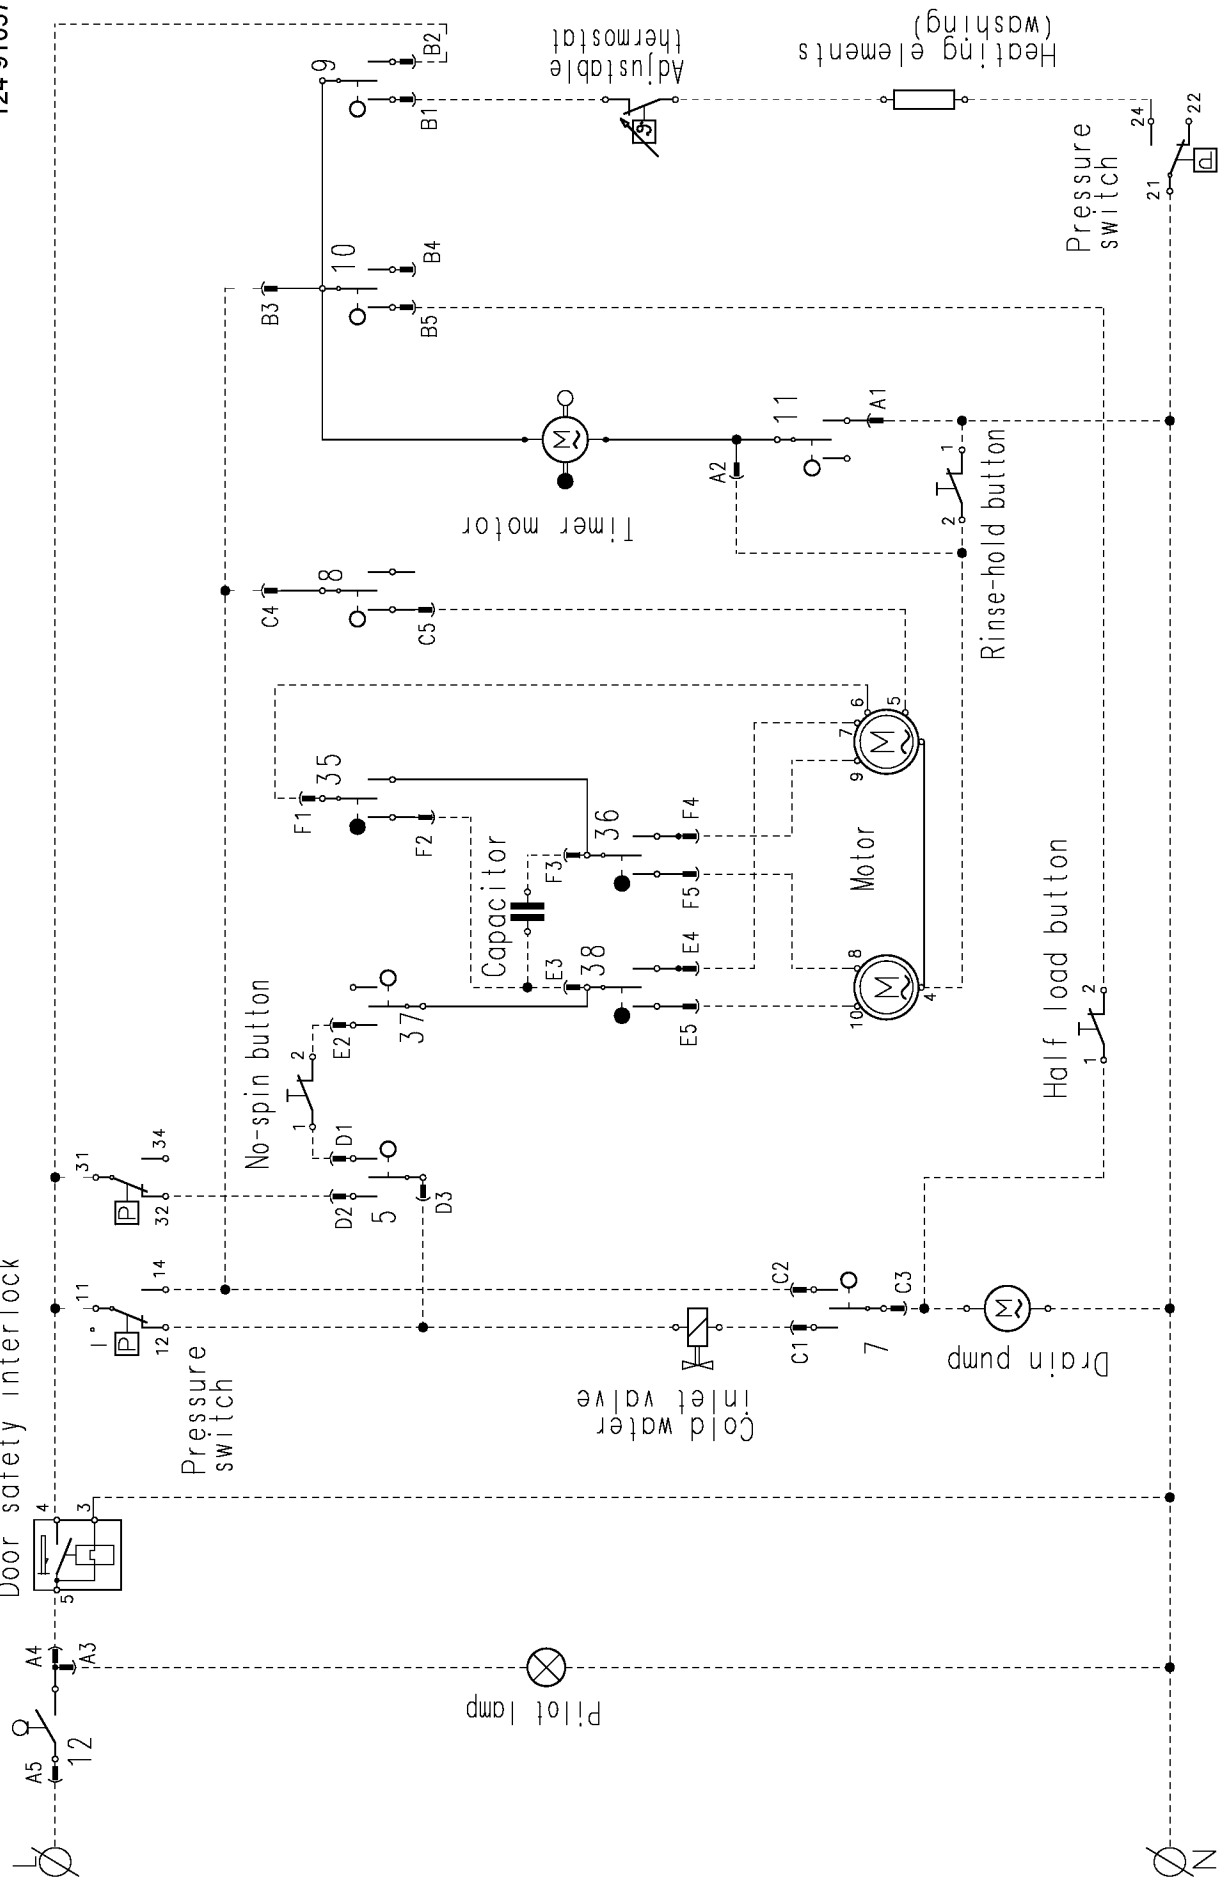 Door safety interlock
L
A5
12
A4
A3
5
4
3
11
1°
P
12
14
31
P
32
34
Pressure
switch
B2
9
B1
C4
8
C5
B3
10
B5
B4
No-spin button
1
2
D1
D2
5
D3
E2
37
F1
35
F2
Capacitor
E3
38
F3
36
E5
E4
F5
F4
Pilot lamp
Cold water
inlet valve
Timer motor
M
A2
11
A1
Adjustable
thermostat
Heating elements
(washing)
C1
C2
7
C3
Drain pump
M
Motor
10
8
M
4
9
7
6
5
M
Rinse-hold button
2
1
Half load button
1
2
Pressure
switch
21
24
22
P
N